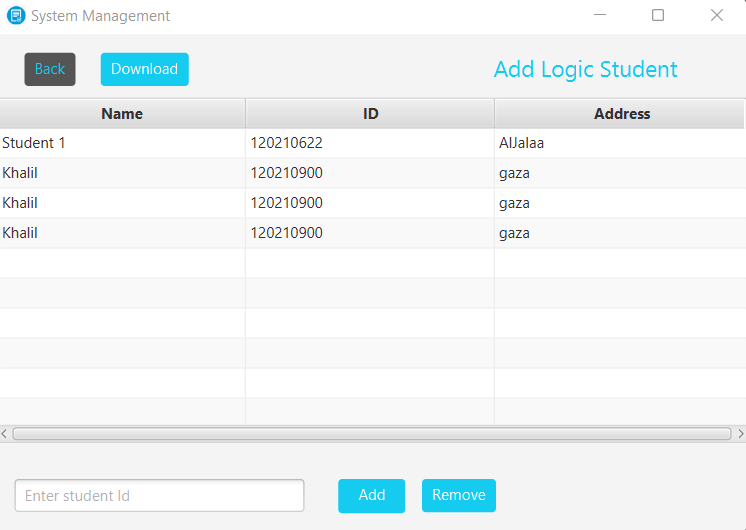 System Management
Back Download Add Logic Student
Name ID Address
Student 1 120210622 AlJalaa
Khalil 120210900 gaza
Khalil 120210900 gaza
Khalil 120210900 gaza
Enter student Id Add Remove